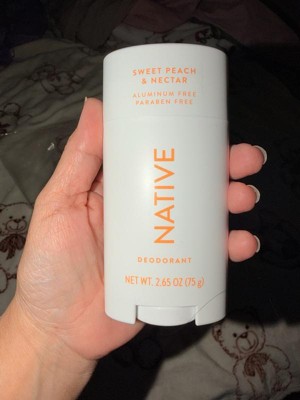 SWEET PEACH
& NECTAR
ALUMINUM FREE
PARABEN FREE
NATIVE
DEODORANT
NET WT. 2.65 OZ (75 g)